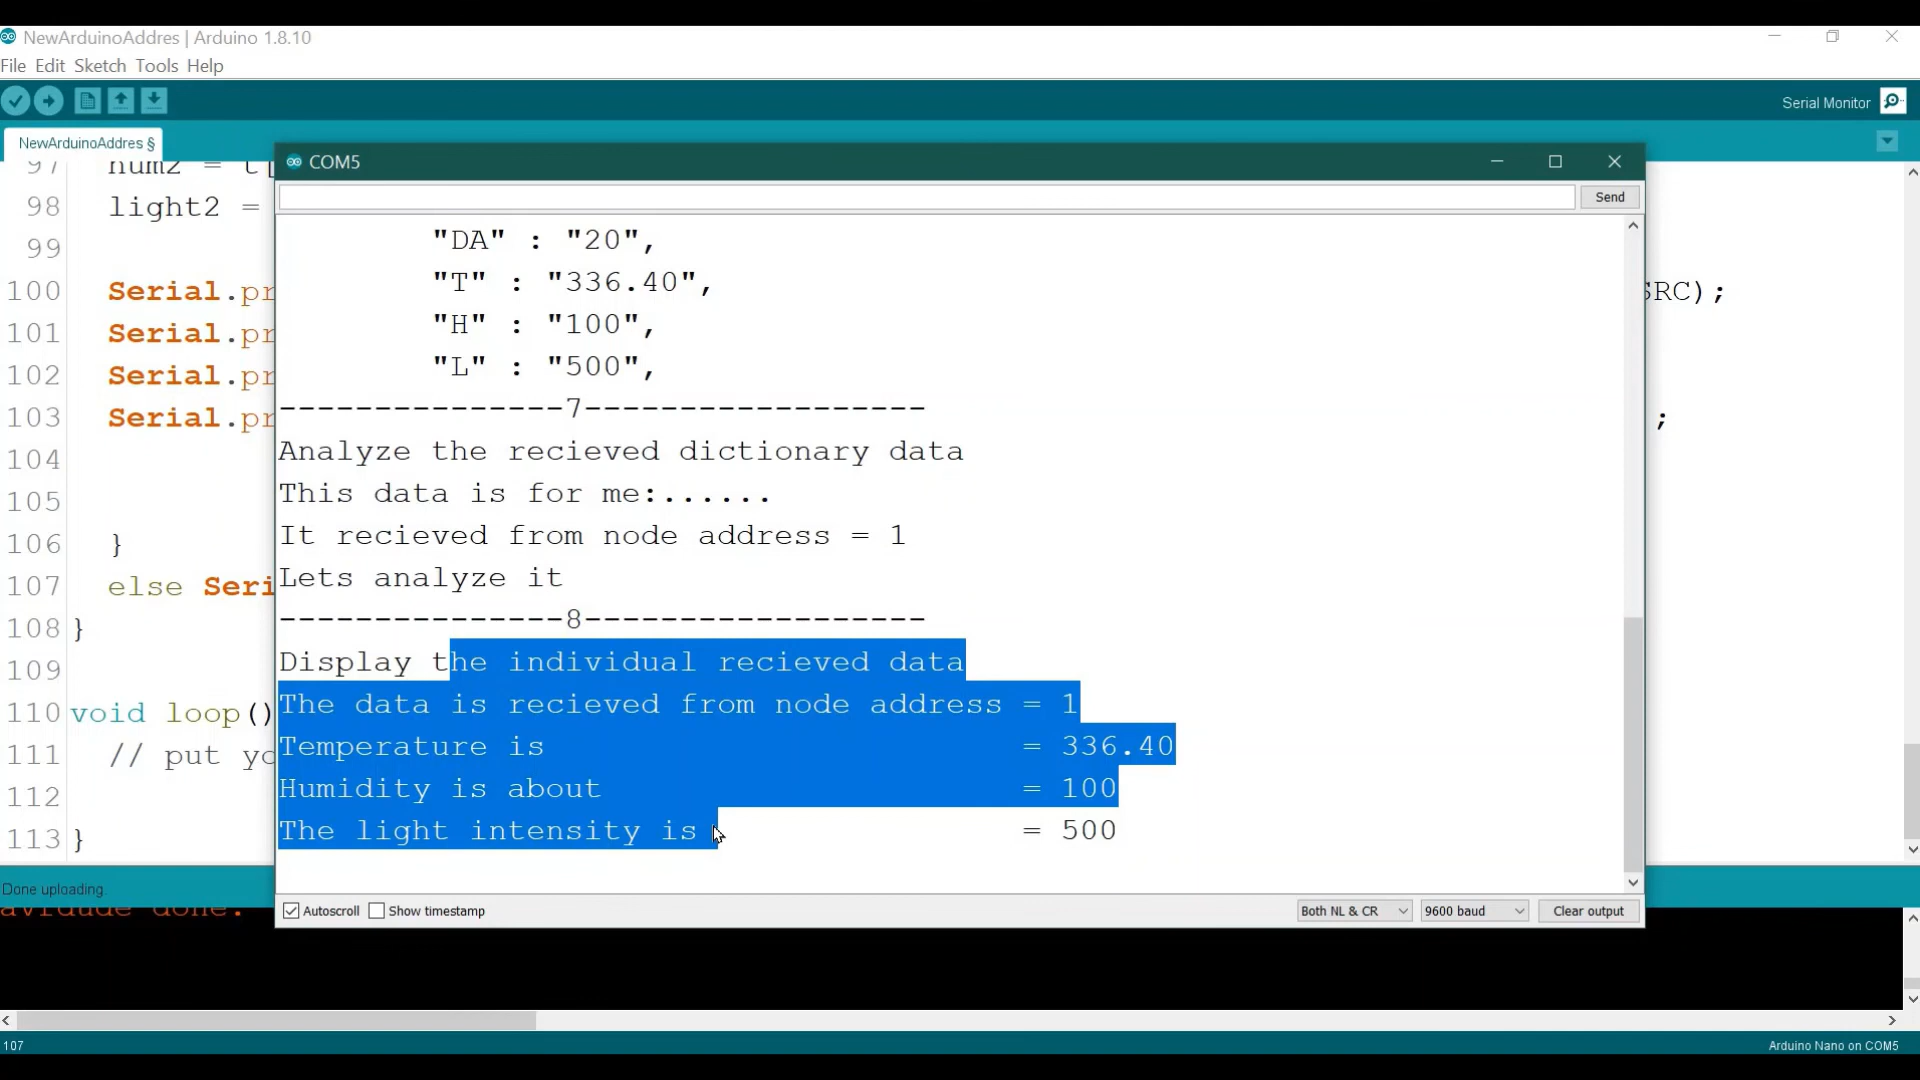 NewArduinoAddres | Arduino 1.8.10
File Edit Sketch Tools Help
Serial Monitor
NewArduinoAddres §
COM5
Send
97 num2 = t[
98 light2 =
99
100 Serial.pr SRC);
101 Serial.pr
102 Serial.pr
103 Serial.pr ;
104
105
106 }
107 else Seri
108 }
109
110 void loop()
111 // put yo
112
113 }
"DA" : "20",
"T" : "336.40",
"H" : "100",
"L" : "500",
---------------7------------------
Analyze the recieved dictionary data
This data is for me:......
It recieved from node address = 1
Lets analyze it
---------------8------------------
Display the individual recieved data
The data is recieved from node address = 1
Temperature is = 336.40
Humidity is about = 100
The light intensity is = 500
Autoscroll Show timestamp Both NL & CR 9600 baud Clear output
Done uploading.
avrdude done.
107 Arduino Nano on COM5